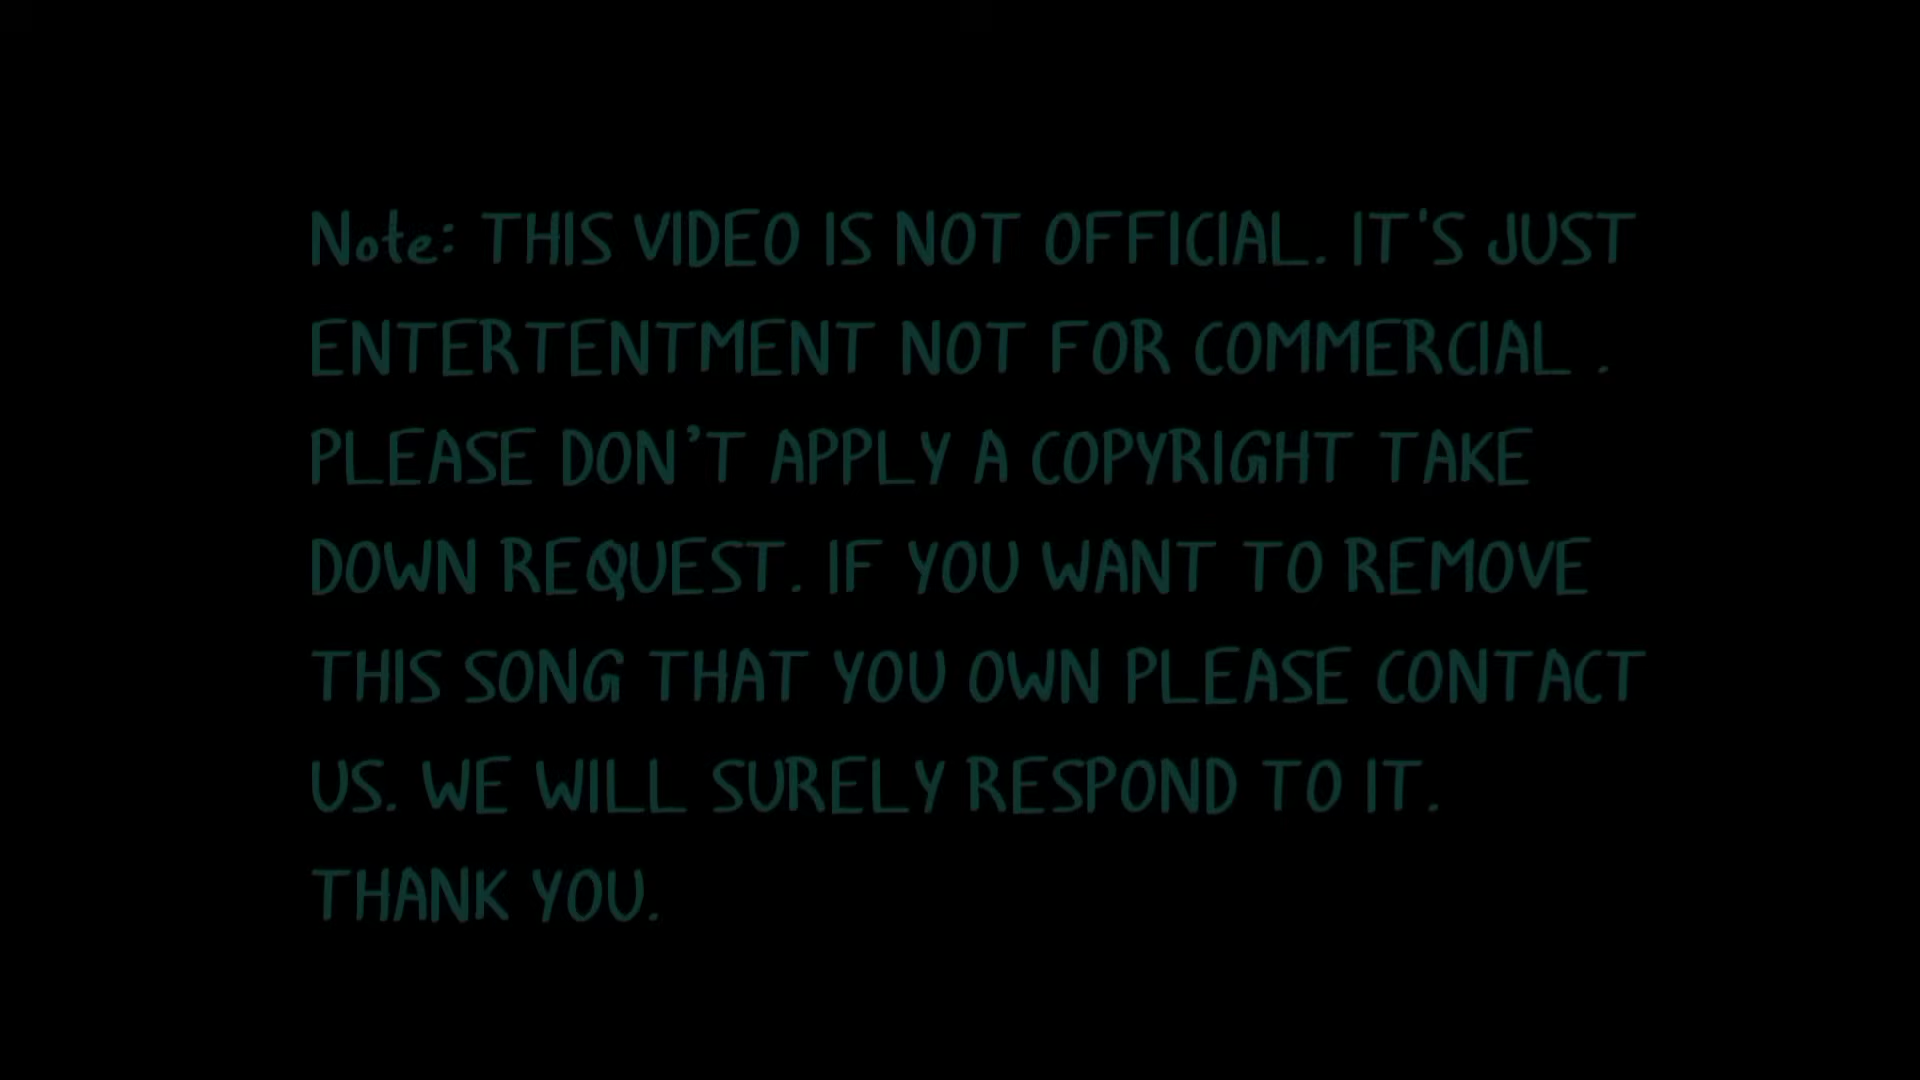 Note: THIS VIDEO IS NOT OFFICIAL. IT'S JUST
ENTERTENTMENT NOT FOR COMMERCIAL .
PLEASE DON'T APPLY A COPYRIGHT TAKE
DOWN REQUEST. IF YOU WANT TO REMOVE
THIS SONG THAT YOU OWN PLEASE CONTACT
US. WE WILL SURELY RESPOND TO IT.
THANK YOU.